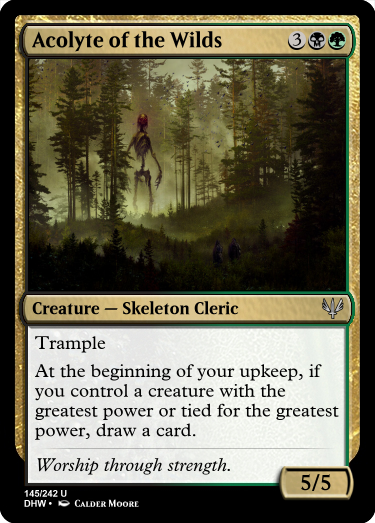 Acolyte of the Wilds 3
Creature — Skeleton Cleric
Trample
At the beginning of your upkeep, if
you control a creature with the
greatest power or tied for the greatest
power, draw a card.
Worship through strength.
5/5
145/242 U
DHW • Calder Moore